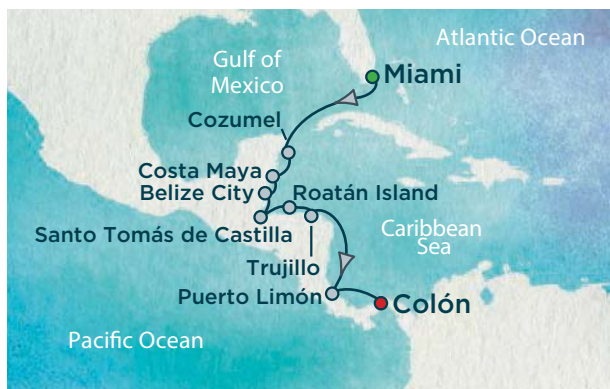 Atlantic Ocean
Gulf of
Mexico
Miami
Cozumel
Costa Maya
Belize City
Roatán Island
Santo Tomás de Castilla
Caribbean
Sea
Trujillo
Puerto Limón
Colón
Pacific Ocean